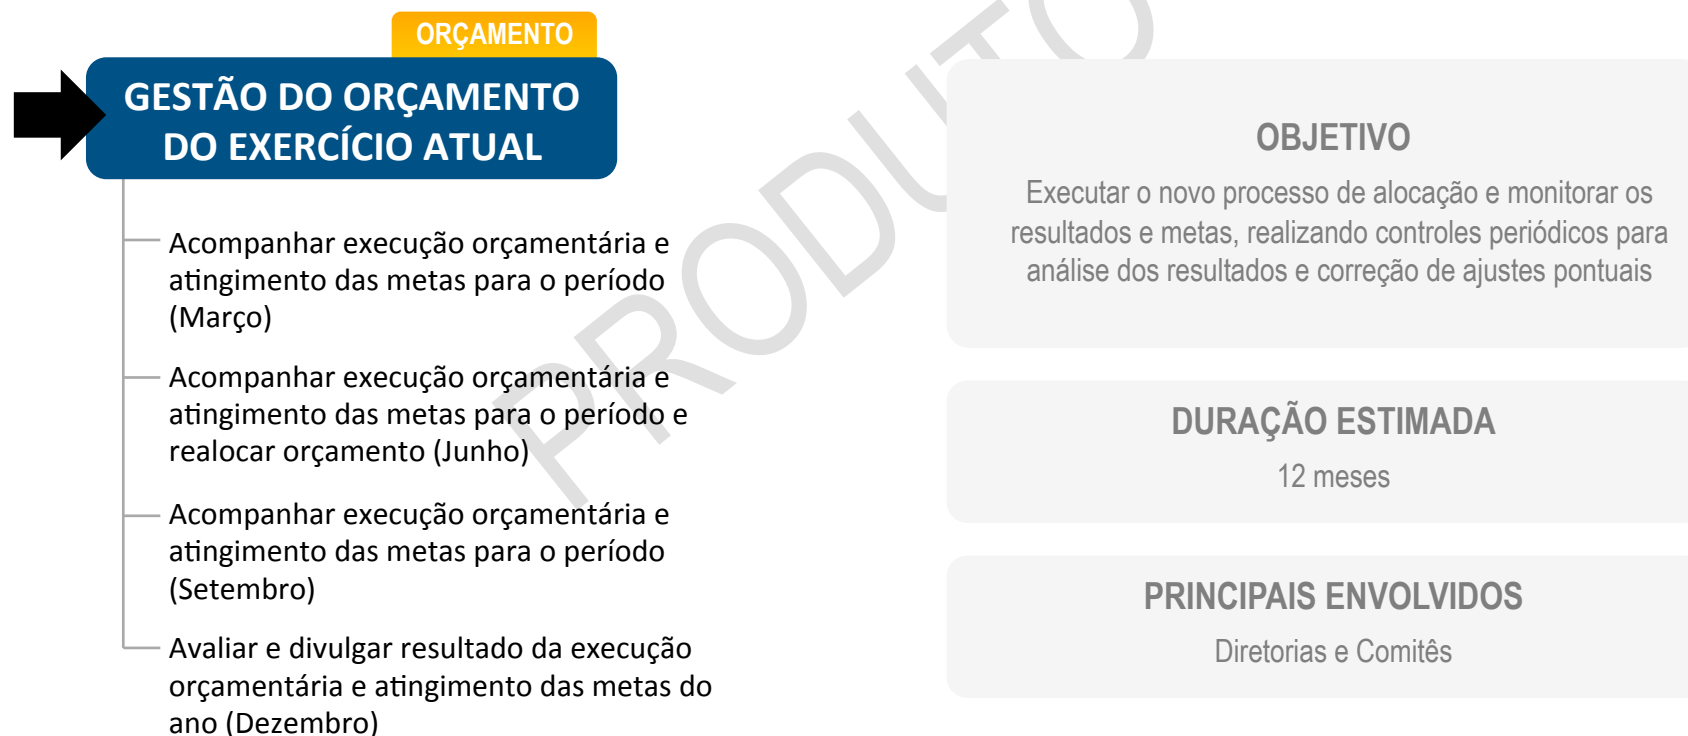 ORÇAMENTO
GESTÃO DO ORÇAMENTO
DO EXERCÍCIO ATUAL
Acompanhar execução orçamentária e
atingimento das metas para o período
(Março)
Acompanhar execução orçamentária e
atingimento das metas para o período e
realocar orçamento (Junho)
Acompanhar execução orçamentária e
atingimento das metas para o período
(Setembro)
Avaliar e divulgar resultado da execução
orçamentária e atingimento das metas do
ano (Dezembro)
PRODUTO
OBJETIVO
Executar o novo processo de alocação e monitorar os
resultados e metas, realizando controles periódicos para
análise dos resultados e correção de ajustes pontuais
DURAÇÃO ESTIMADA
12 meses
PRINCIPAIS ENVOLVIDOS
Diretorias e Comitês